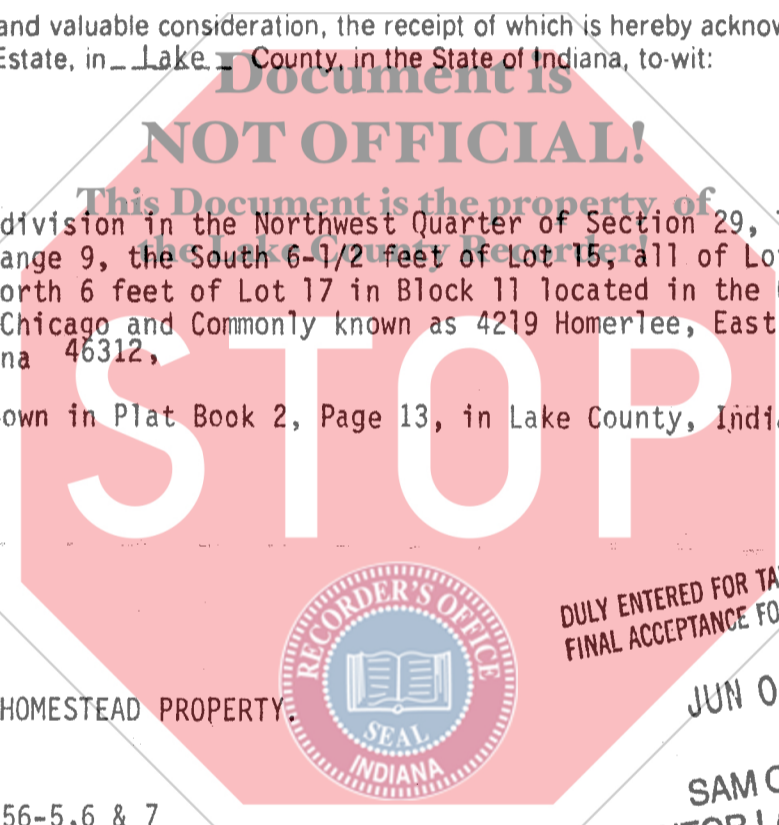 and valuable consideration, the receipt of which is hereby acknow
Estate, in Lake County, in the State of Indiana, to-wit:
Document is
NOT OFFICIAL!
This Document is the property of
the Lake County Recorder!
division in the Northwest Quarter of Section 29,
ange 9, the South 6-1/2 feet of Lot 15, all of Lo
orth 6 feet of Lot 17 in Block 11 located in the
Chicago and Commonly known as 4219 Homerlee, East
na 46312,
own in Plat Book 2, Page 13, in Lake County, India
STOP
DULY ENTERED FOR TA
FINAL ACCEPTANCE FO
RECORDER'S OFFICE
SEAL
INDIANA
HOMESTEAD PROPERTY.
JUN 0
SAM O
56-5,6 & 7